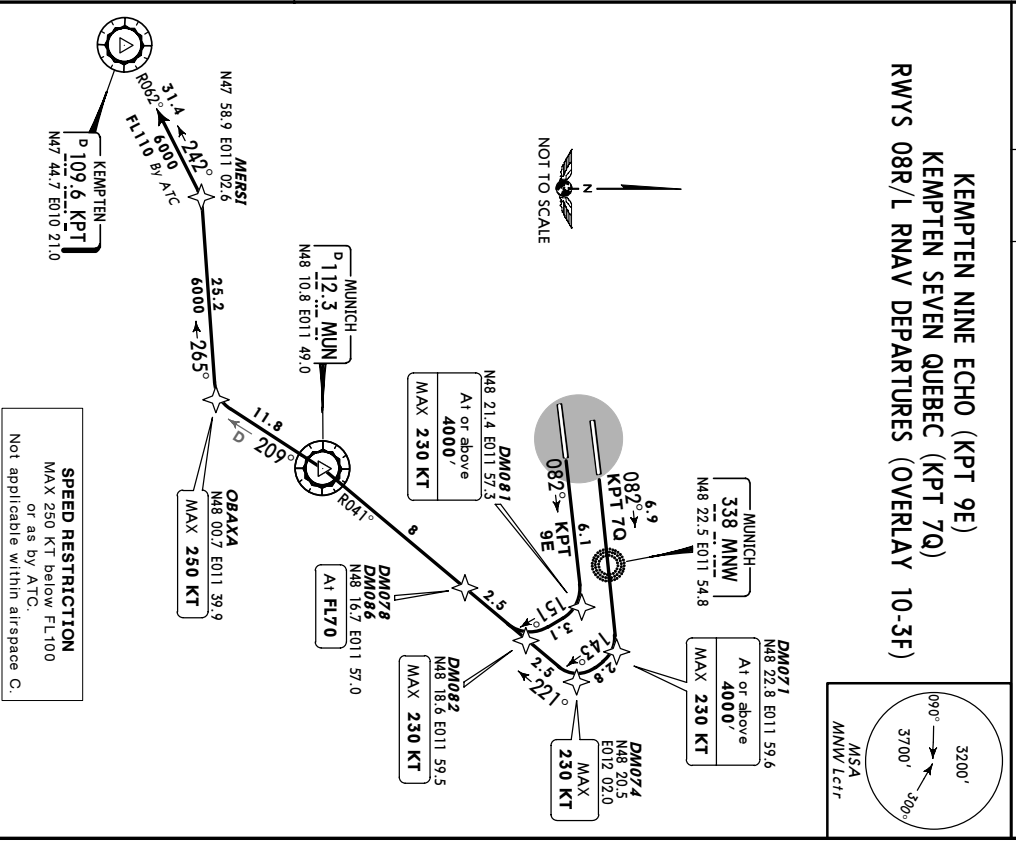 KEMPTEN NINE ECHO (KPT 9E)
KEMPTEN SEVEN QUEBEC (KPT 7Q)
RWYS 08R/L RNAV DEPARTURES (OVERLAY 10-3F)
3200'
090°
300°
3700'
MSA
MNW Lctr
NOT TO SCALE
N
MUNICH
338 MNW
N48 22.5 E011 54.8
DM071
N48 22.8 E011 59.6
At or above
4000'
MAX 230 KT
6.9
082°
KPT 7Q
6.1
082°
KPT
9E
DM081
N48 21.4 E011 57.3
At or above
4000'
MAX 230 KT
151°
3.1
143°
2.8
DM074
N48 20.5
E012 02.0
MAX
230 KT
2.5
221°
DM082
N48 18.6 E011 59.5
MAX 230 KT
2.5
DM078
DM086
N48 16.7 E011 57.0
At FL70
8
R041°
MUNICH
D 112.3 MUN
N48 10.8 E011 49.0
209°
D
11.8
OBAXA
N48 00.7 E011 39.9
MAX 250 KT
25.2
6000
265°
MERSI
N47 58.9 E011 02.6
31.4
242°
6000
FL110 By ATC
R062°
KEMPTEN
D 109.6 KPT
N47 44.7 E010 21.0
SPEED RESTRICTION
MAX 250 KT below FL100
or as by ATC.
Not applicable within airspace C.